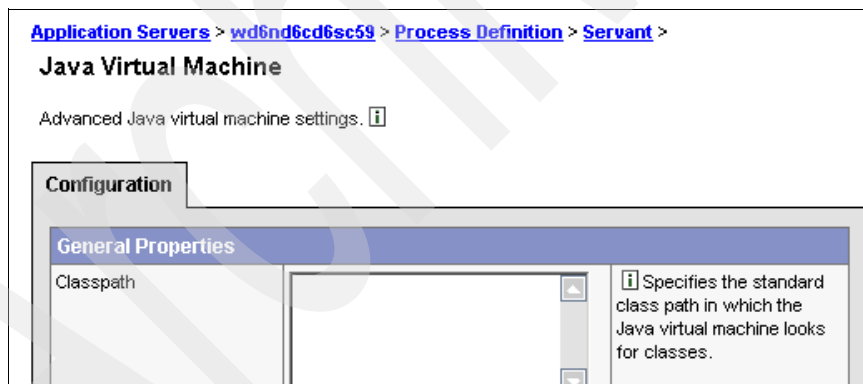 Application Servers > wd6nd6cd6sc59 > Process Definition > Servant >
Java Virtual Machine
Advanced Java virtual machine settings. i
Configuration
General Properties
Classpath
i Specifies the standard
class path in which the
Java virtual machine looks
for classes.